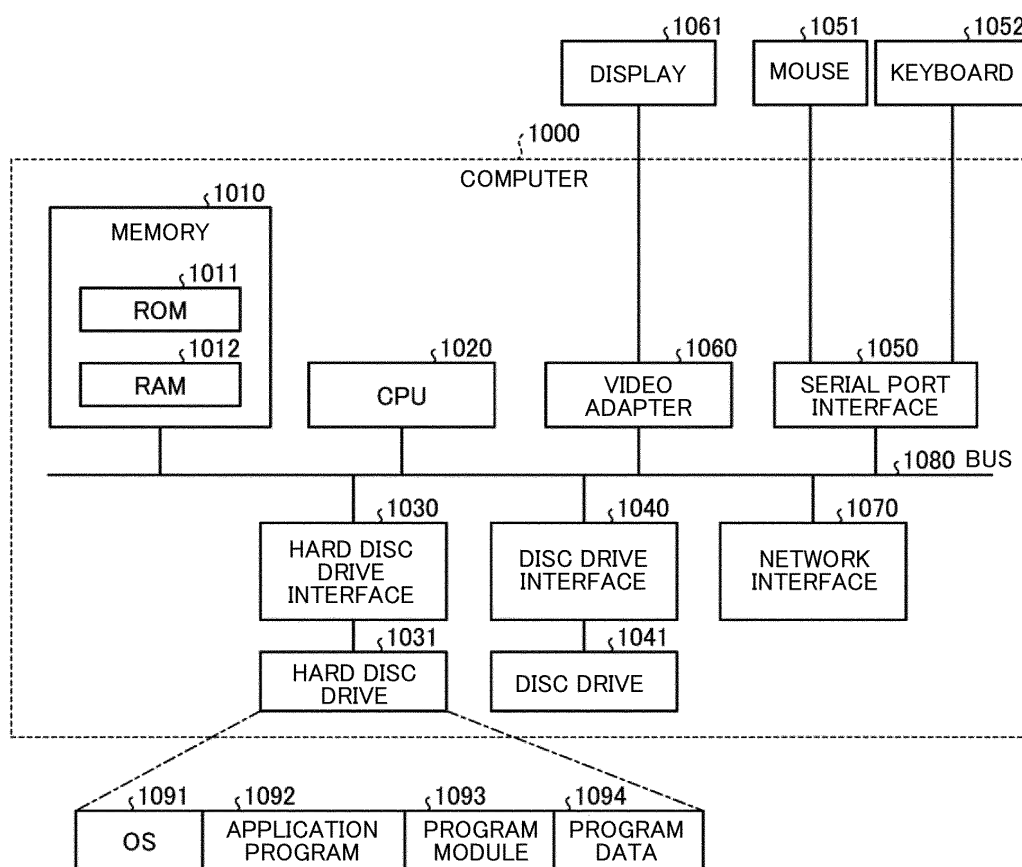 1061
DISPLAY
1051
MOUSE
1052
KEYBOARD
1000
COMPUTER
1010
MEMORY
1011
ROM
1012
RAM
1020
CPU
1060
VIDEO
ADAPTER
1050
SERIAL PORT
INTERFACE
1080 BUS
1030
HARD DISC
DRIVE
INTERFACE
1040
DISC DRIVE
INTERFACE
1070
NETWORK
INTERFACE
1031
HARD DISC
DRIVE
1041
DISC DRIVE
1091
OS
1092
APPLICATION
PROGRAM
1093
PROGRAM
MODULE
1094
PROGRAM
DATA